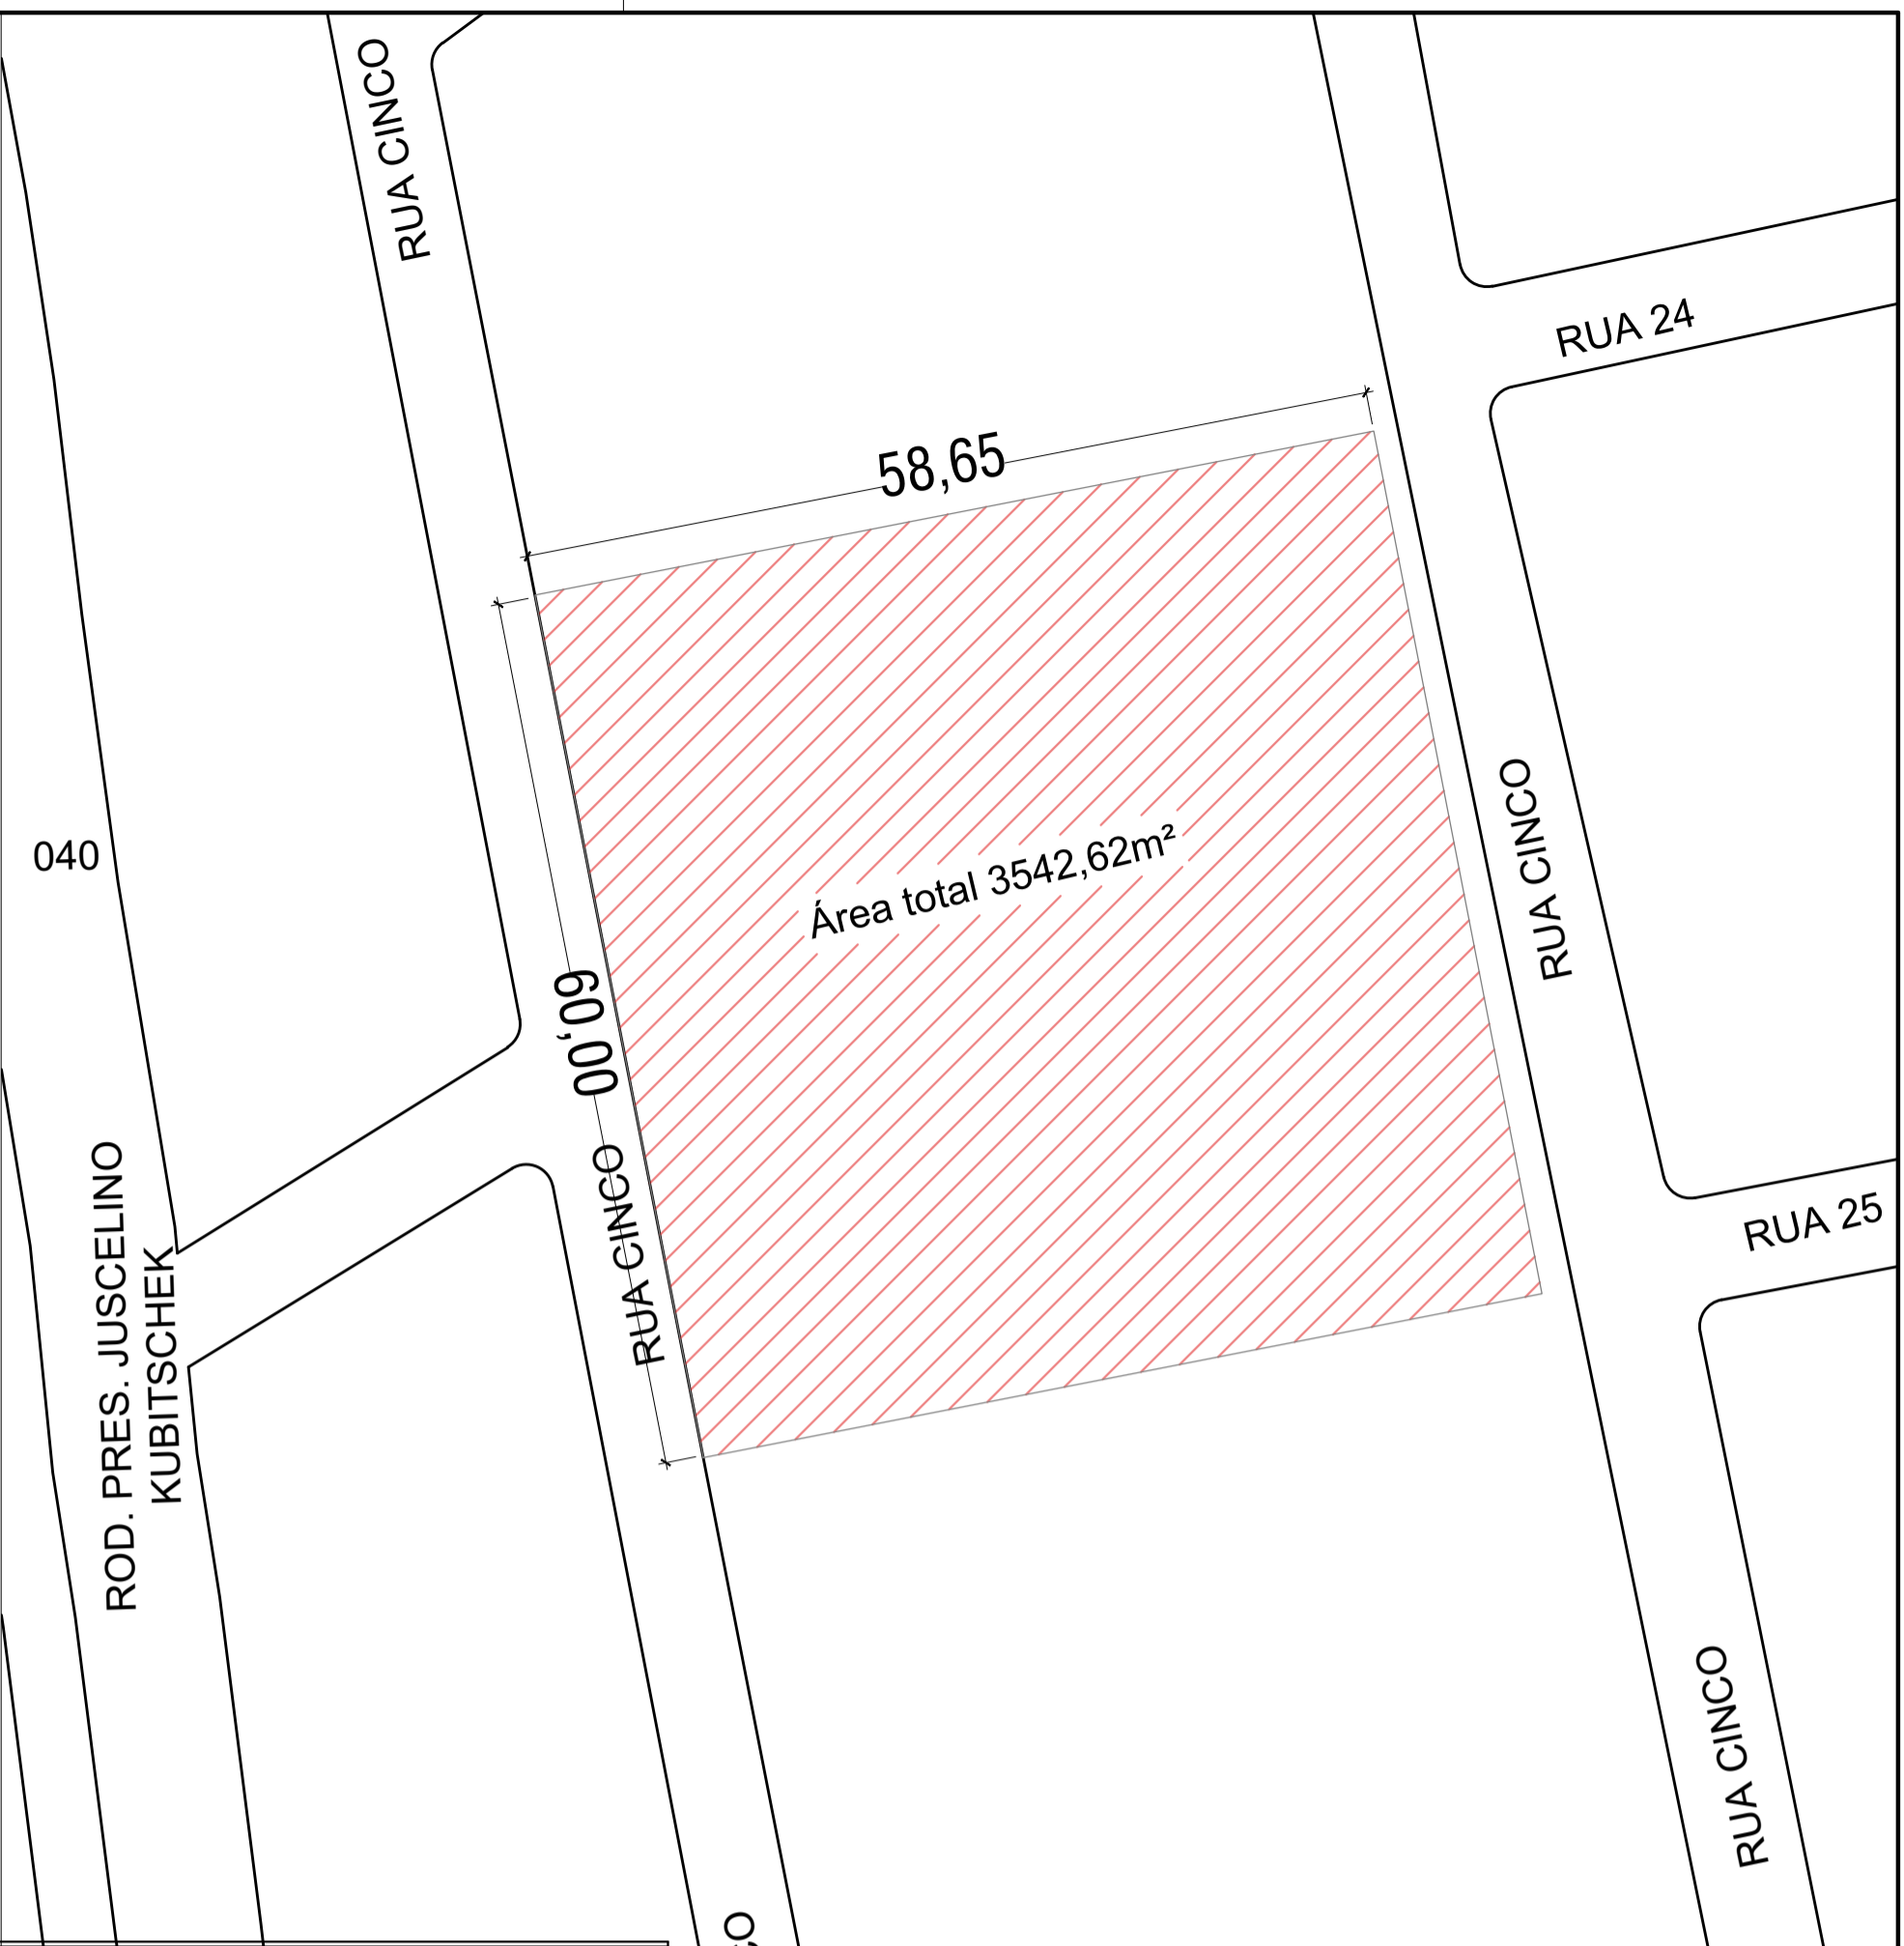 RUA CINCO
RUA 24
58,65
040
Área total 3542,62m²
RUA CINCO
60,00
RUA CINCO
RUA 25
ROD. PRES. JUSCELINO
KUBITSCHEK
RUA CINCO